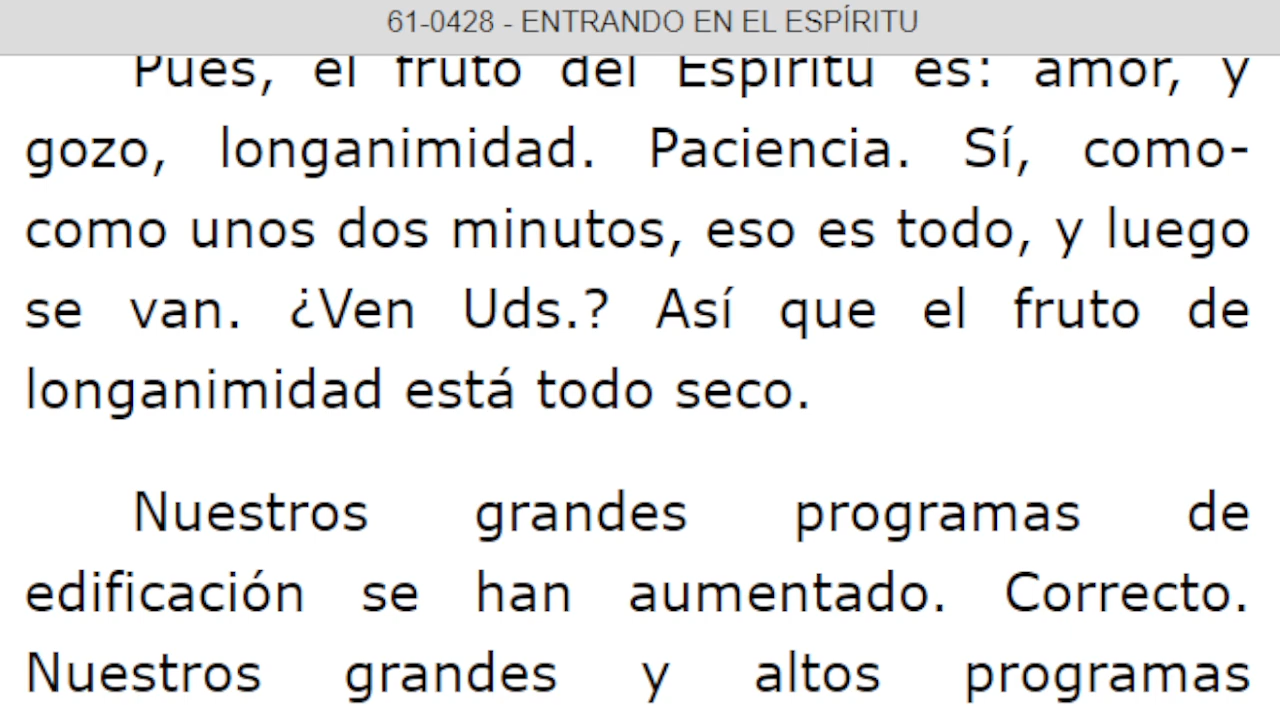 61-0428 - ENTRANDO EN EL ESPÍRITU
Pues, el fruto del Espíritu es: amor, y
gozo, longanimidad. Paciencia. Sí, como-
como unos dos minutos, eso es todo, y luego
se van. ¿Ven Uds.? Así que el fruto de
longanimidad está todo seco.
Nuestros grandes programas de
edificación se han aumentado. Correcto.
Nuestros grandes y altos programas